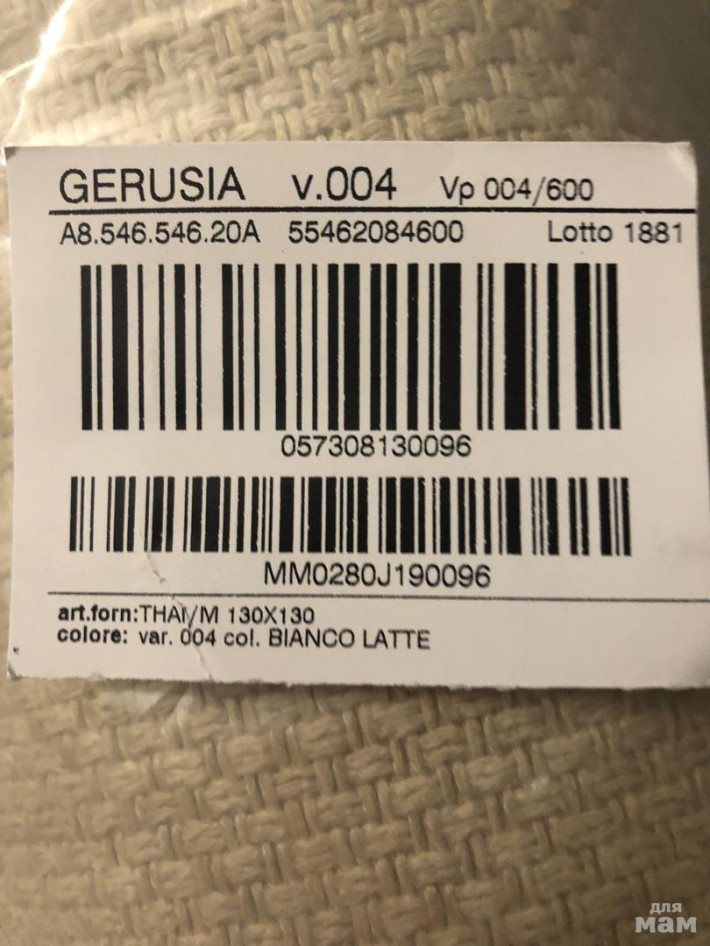 GERUSIA v.004 Vp 004/600
A8.546.546.20A 55462084600 Lotto 1881
057308130096
MM0280J190096
art.forn:THAI/M 130X130
colore: var. 004 col. BIANCO LATTE
для
мам